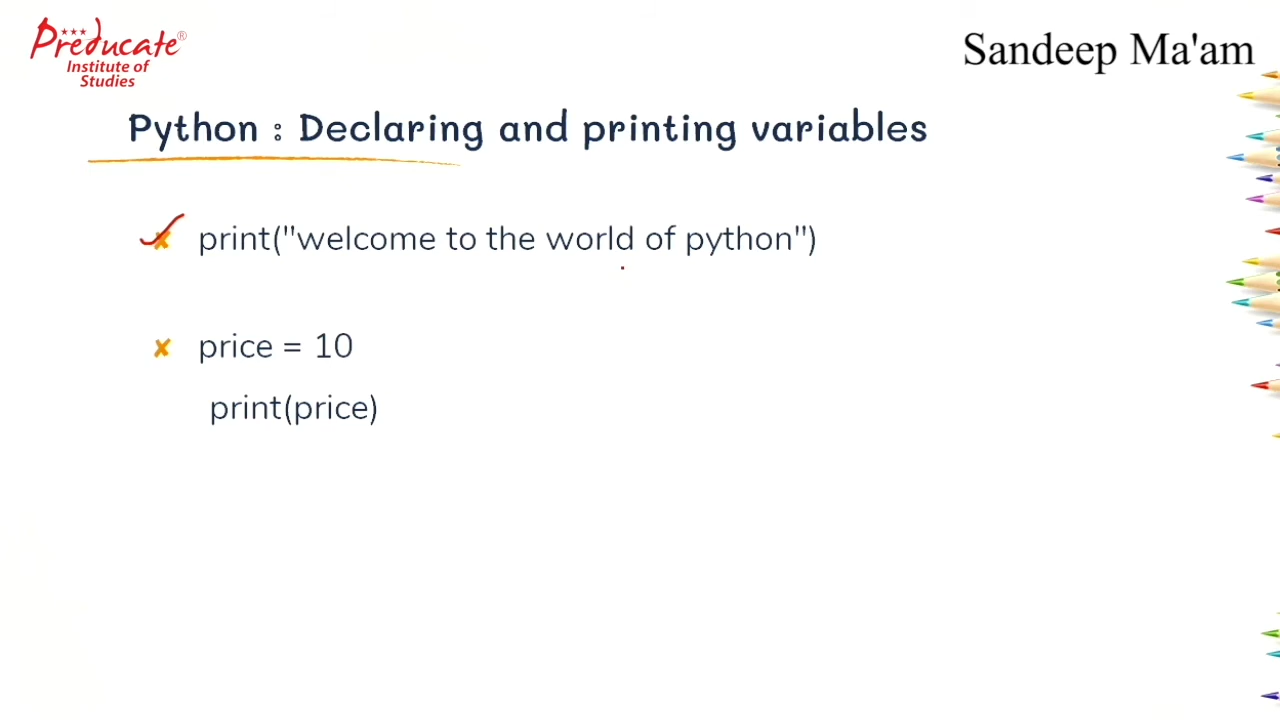 Preducate®
Institute of
Studies
Sandeep Ma'am
Python : Declaring and printing variables
print("welcome to the world of python")
price = 10
print(price)